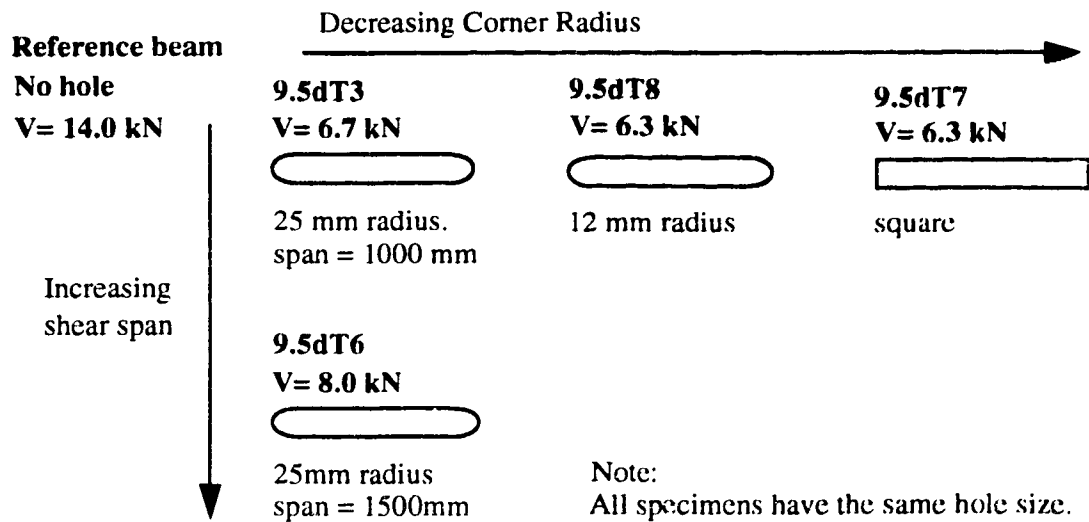 Decreasing Corner Radius
Reference beam
No hole
V= 14.0 kN
9.5dT3
V= 6.7 kN
25 mm radius.
span = 1000 mm
9.5dT8
V= 6.3 kN
12 mm radius
9.5dT7
V= 6.3 kN
square
Increasing
shear span
9.5dT6
V= 8.0 kN
25mm radius
span = 1500mm
Note:
All specimens have the same hole size.